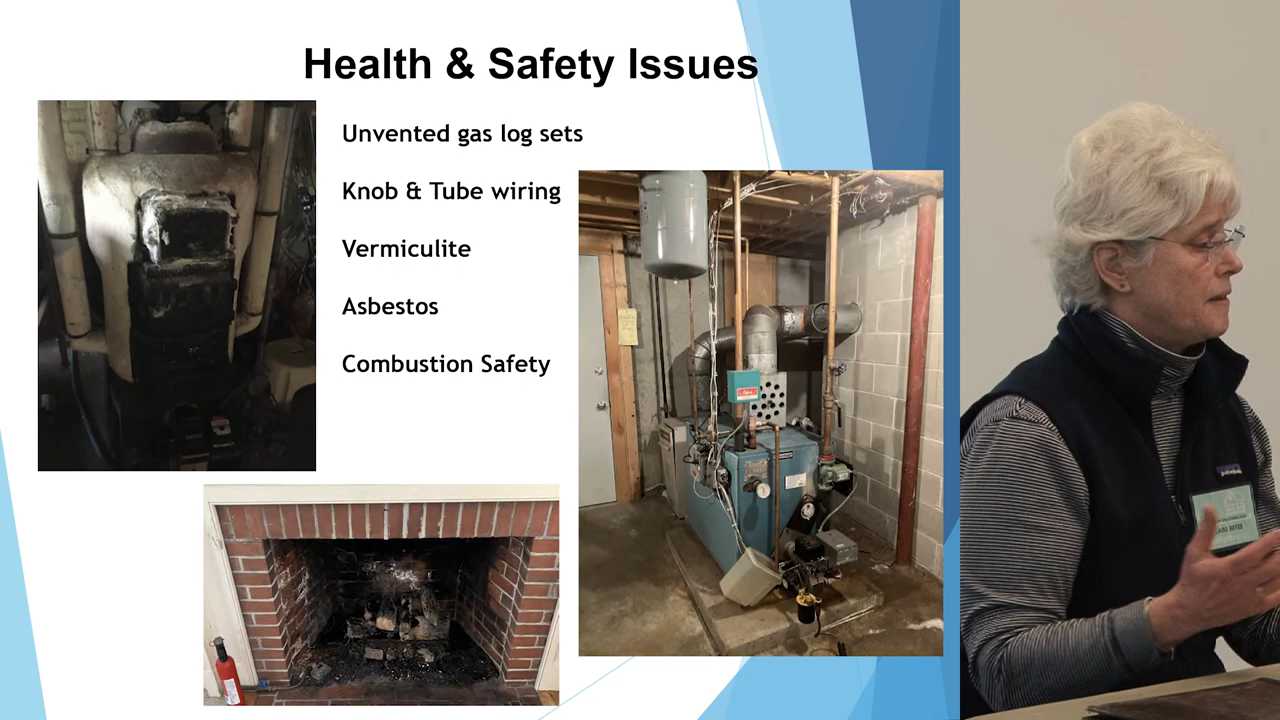 Health & Safety Issues
Unvented gas log sets
Knob & Tube wiring
Vermiculite
Asbestos
Combustion Safety